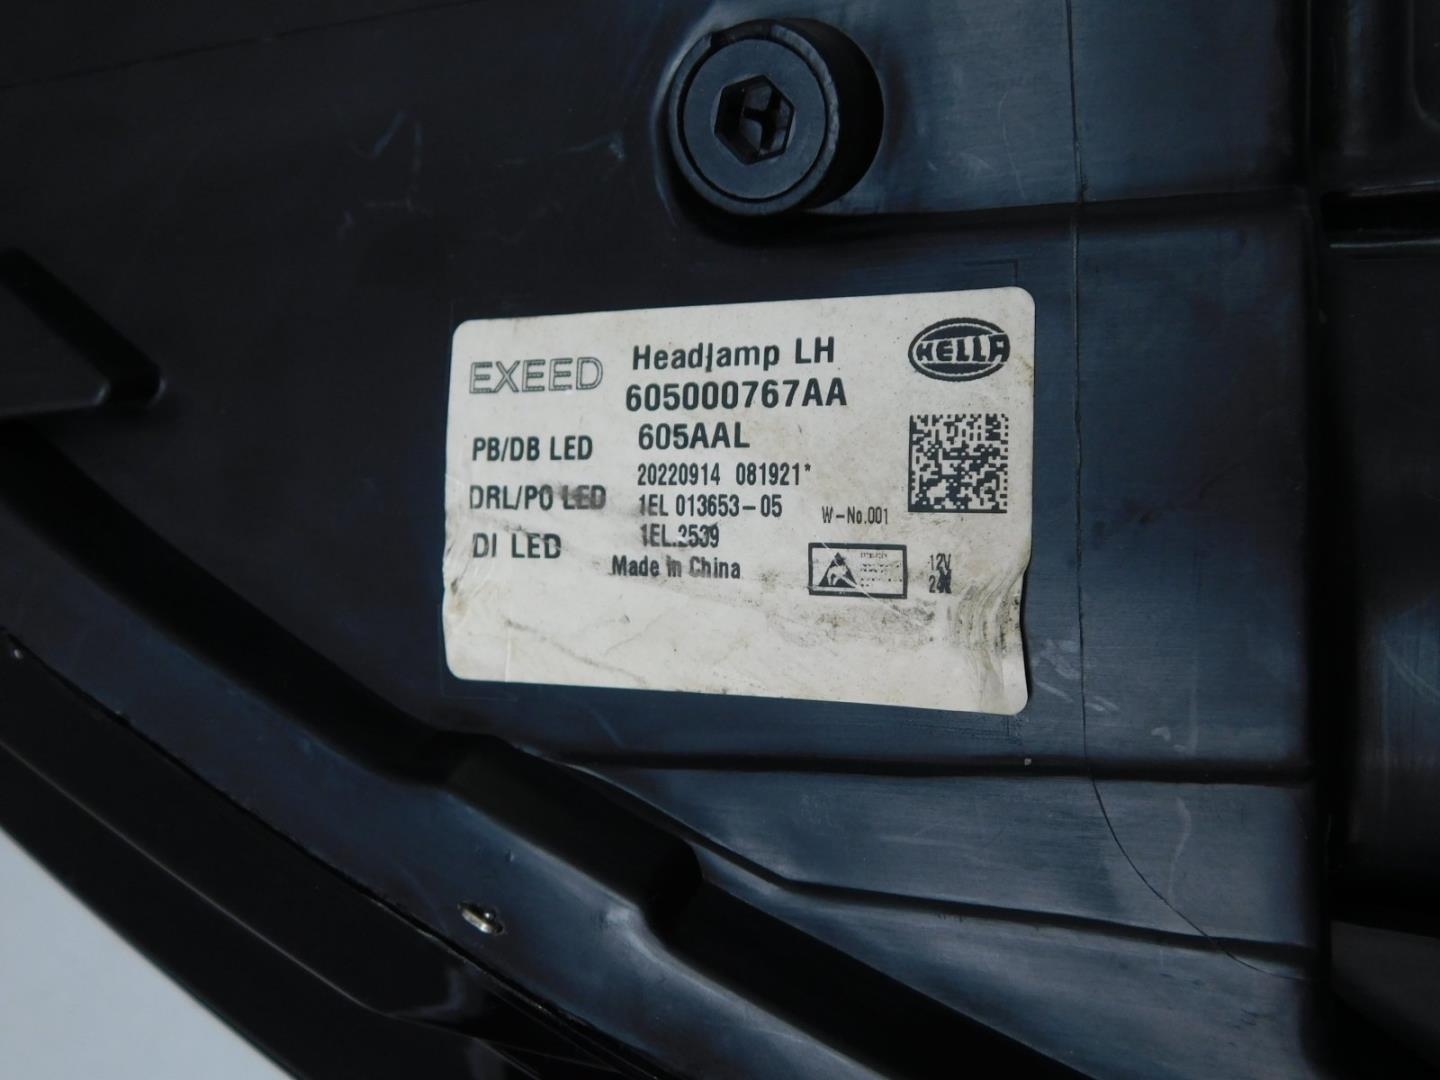 EXEED
Headlamp LH
HELLA
605000767AA
605AAL
PB/DB LED
20220914 081921*
DRL/PO LED
1EL 013653-05
W-No.001
DI LED
1EL.2539
Made in China
12V